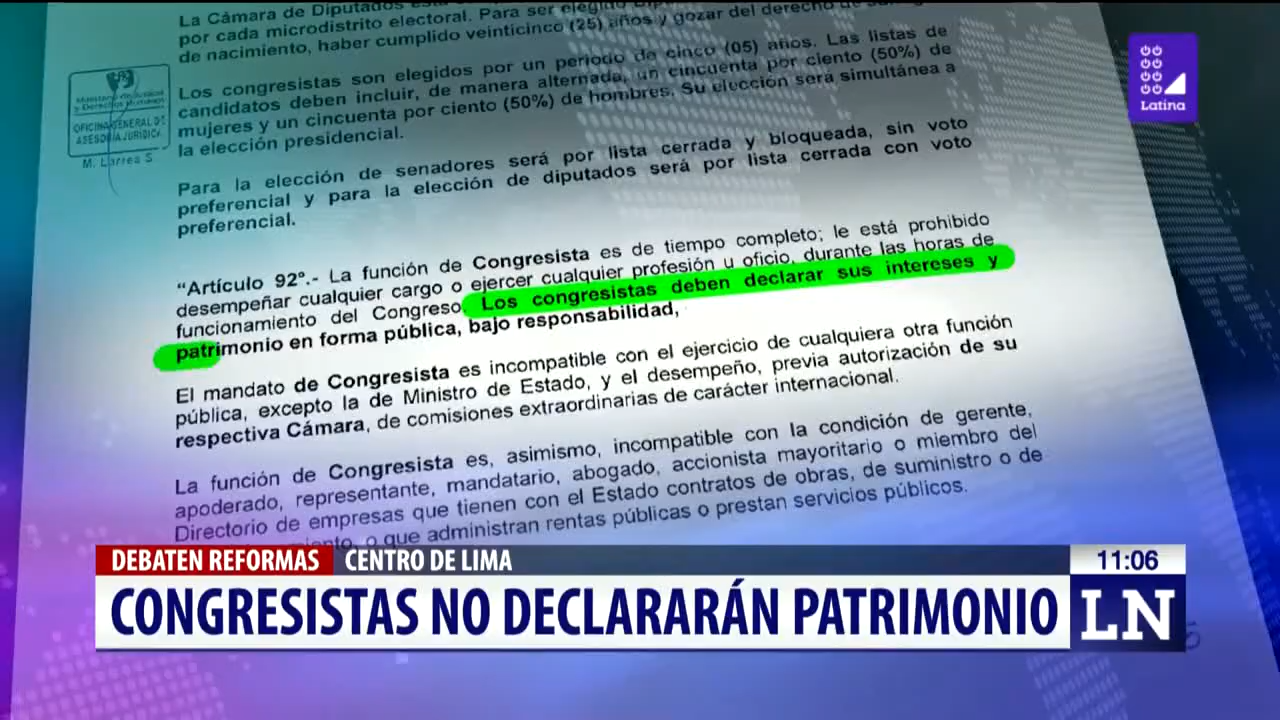 La Cámara de Diputados
por cada microdistrito electoral. Para ser elegido
de nacimiento, haber cumplido veinticinco (25) años y gozar del derecho de
Los congresistas son elegidos por un periodo de cinco (05) años. Las listas de
candidatos deben incluir, de manera alternada, un cincuenta por ciento (50%) de
mujeres y un cincuenta por ciento (50%) de hombres. Su elección será simultánea a
la elección presidencial.
Ministerio de Justicia
y Derechos Humanos
OFICINA GENERAL DE
ASESORÍA JURÍDICA
M. Larrea S.
Latina
Para la elección de senadores será por lista cerrada y bloqueada, sin voto
preferencial y para la elección de diputados será por lista cerrada con voto
preferencial.
"Artículo 92°.- La función de Congresista es de tiempo completo; le está prohibido
desempeñar cualquier cargo o ejercer cualquier profesión u oficio, durante las horas de
funcionamiento del Congreso. Los congresistas deben declarar sus intereses y
patrimonio en forma pública, bajo responsabilidad,
El mandato de Congresista es incompatible con el ejercicio de cualquiera otra función
pública, excepto la de Ministro de Estado, y el desempeño, previa autorización de su
respectiva Cámara, de comisiones extraordinarias de carácter internacional.
La función de Congresista es, asimismo, incompatible con la condición de gerente,
apoderado, representante, mandatario, abogado, accionista mayoritario o miembro del
Directorio de empresas que tienen con el Estado contratos de obras, de suministro o de
o que administran rentas públicas o prestan servicios públicos.
DEBATEN REFORMAS CENTRO DE LIMA
11:06
CONGRESISTAS NO DECLARARÁN PATRIMONIO
LN